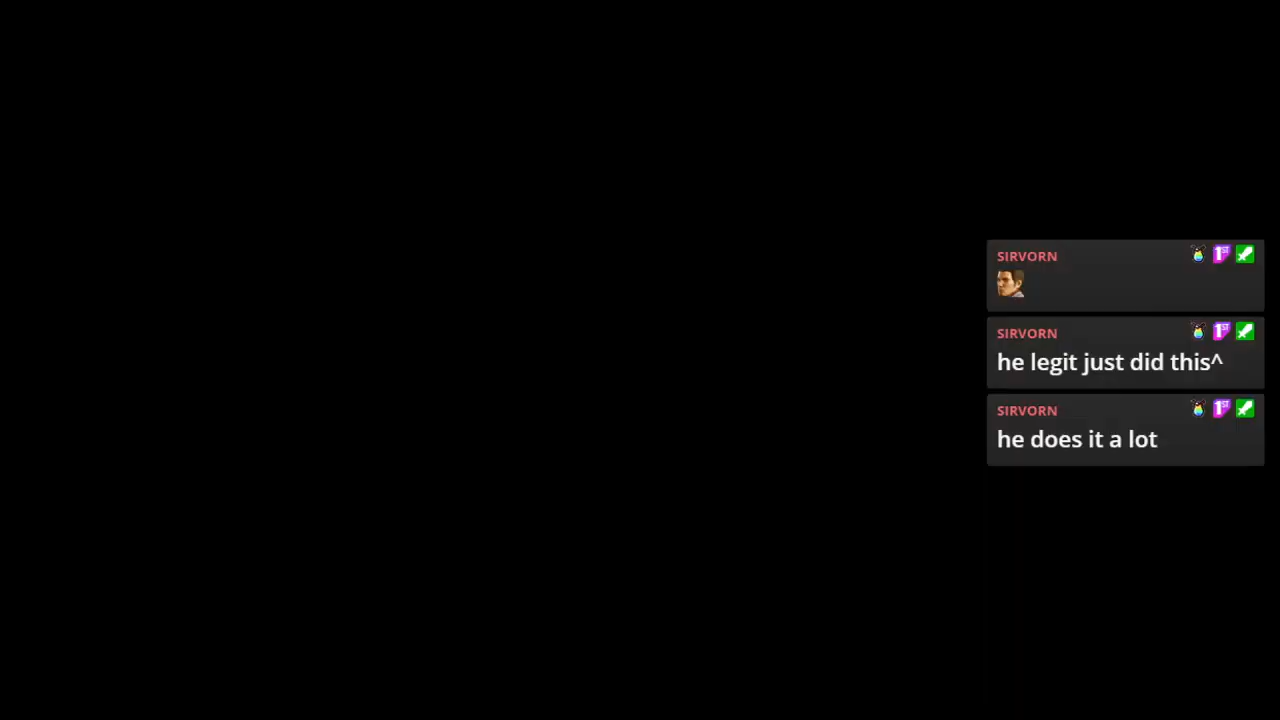 SIRVORN
SIRVORN
he legit just did this^
SIRVORN
he does it a lot